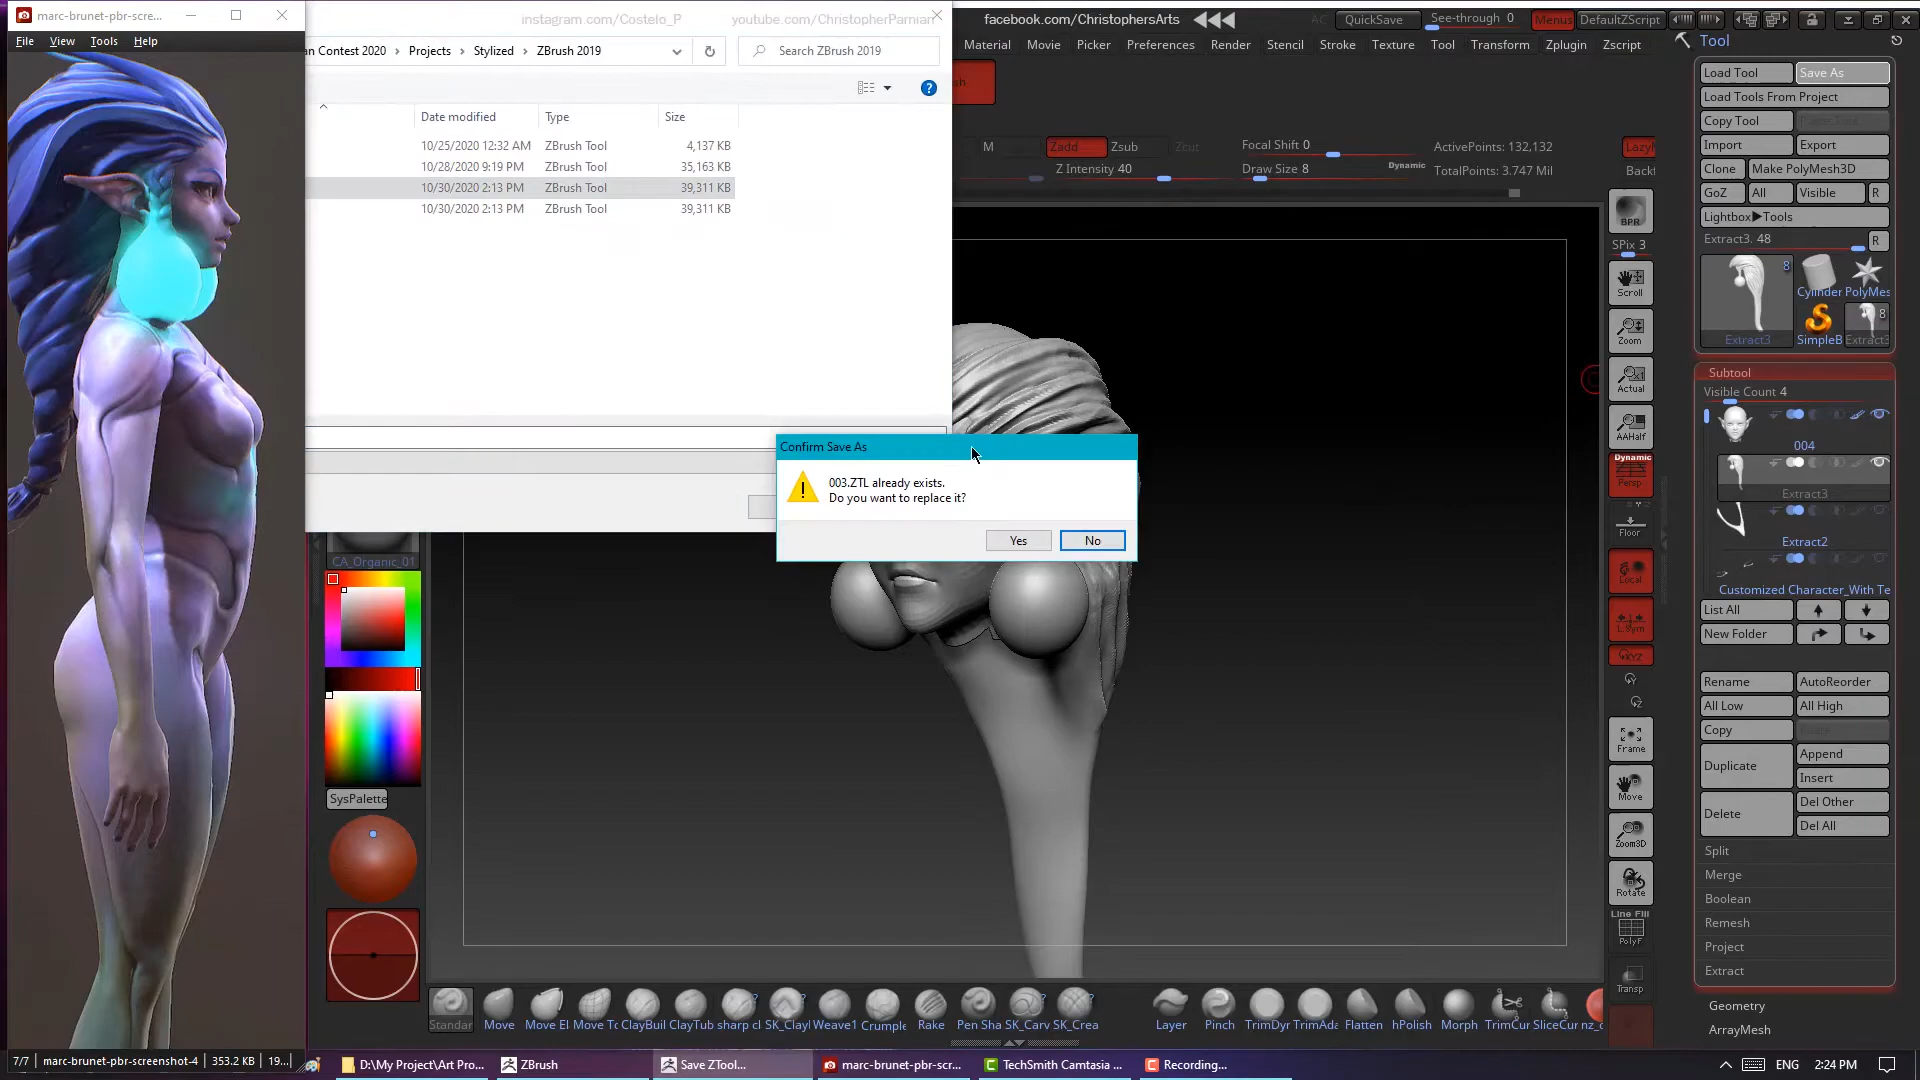 marc-brunet-pbr-scre...
File View Tools Help
instagram.com/Costelo_P
youtube.com/ChristopherParnian
facebook.com/ChristophersArts
AC QuickSave See-through 0 Menus DefaultZScript
an Contest 2020 Projects Stylized ZBrush 2019
Search ZBrush 2019
Material Movie Picker Preferences Render Stencil Stroke Texture Tool Transform Zplugin Zscript
Date modified Type Size
10/25/2020 12:32 AM ZBrush Tool 4,137 KB
10/28/2020 9:19 PM ZBrush Tool 35,163 KB
10/30/2020 2:13 PM ZBrush Tool 39,311 KB
10/30/2020 2:13 PM ZBrush Tool 39,311 KB
M Zadd Zsub Zcut
Focal Shift 0
ActivePoints: 132,132
Z Intensity 40
Draw Size 8
Dynamic
TotalPoints: 3.747 Mil
Confirm Save As
003.ZTL already exists.
Do you want to replace it?
Yes No
CA_Organic_01
SysPalette
BPR
SPix 3
Scroll
Zoom
Actual
AAHalf
Dynamic
Persp
Floor
Local
L.Sym
XYZ
Frame
Move
Zoom3D
Rotate
Line Fill
PolyF
Transp
Tool
Load Tool Save As
Load Tools From Project
Copy Tool
Import Export
Clone Make PolyMesh3D
GoZ All Visible R
Lightbox▶Tools
Extract3. 48 R
8
Cylinder PolyMes
8
Extract3 SimpleB Extract3
Subtool
Visible Count 4
004
Extract3
Extract2
Customized Character_With Te
List All
New Folder
Rename AutoReorder
All Low All High
Copy
Duplicate Append
Insert
Delete Del Other
Del All
Split
Merge
Boolean
Remesh
Project
Extract
Geometry
ArrayMesh
Standar Move Move El Move To ClayBuil ClayTub sharp cl SK_Clayl Weave1 Crumple Rake Pen Sha SK_Carv SK_Crea Layer Pinch TrimDyr TrimAda Flatten hPolish Morph TrimCur SliceCur
7/7 marc-brunet-pbr-screenshot-4 353.2 KB 19...
D:\My Project\Art Pro...
ZBrush
Save ZTool...
marc-brunet-pbr-scr...
TechSmith Camtasia ...
Recording...
ENG 2:24 PM